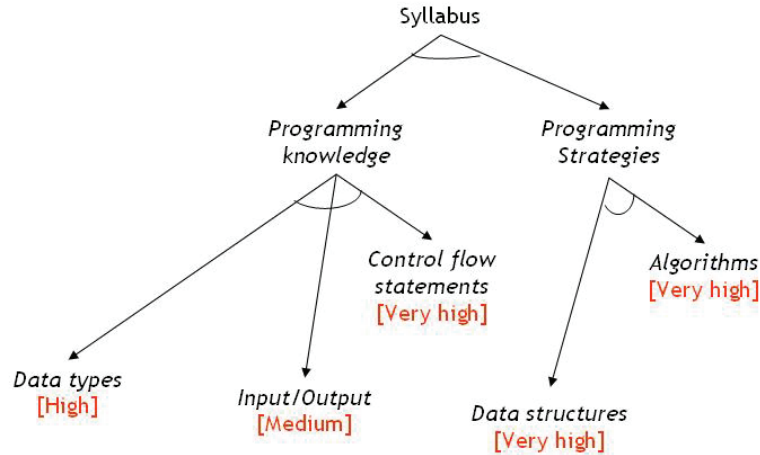 Syllabus
Programming
knowledge
Programming
Strategies
Control flow
statements
[Very high]
Algorithms
[Very high]
Data types
[High]
Input/Output
[Medium]
Data structures
[Very high]